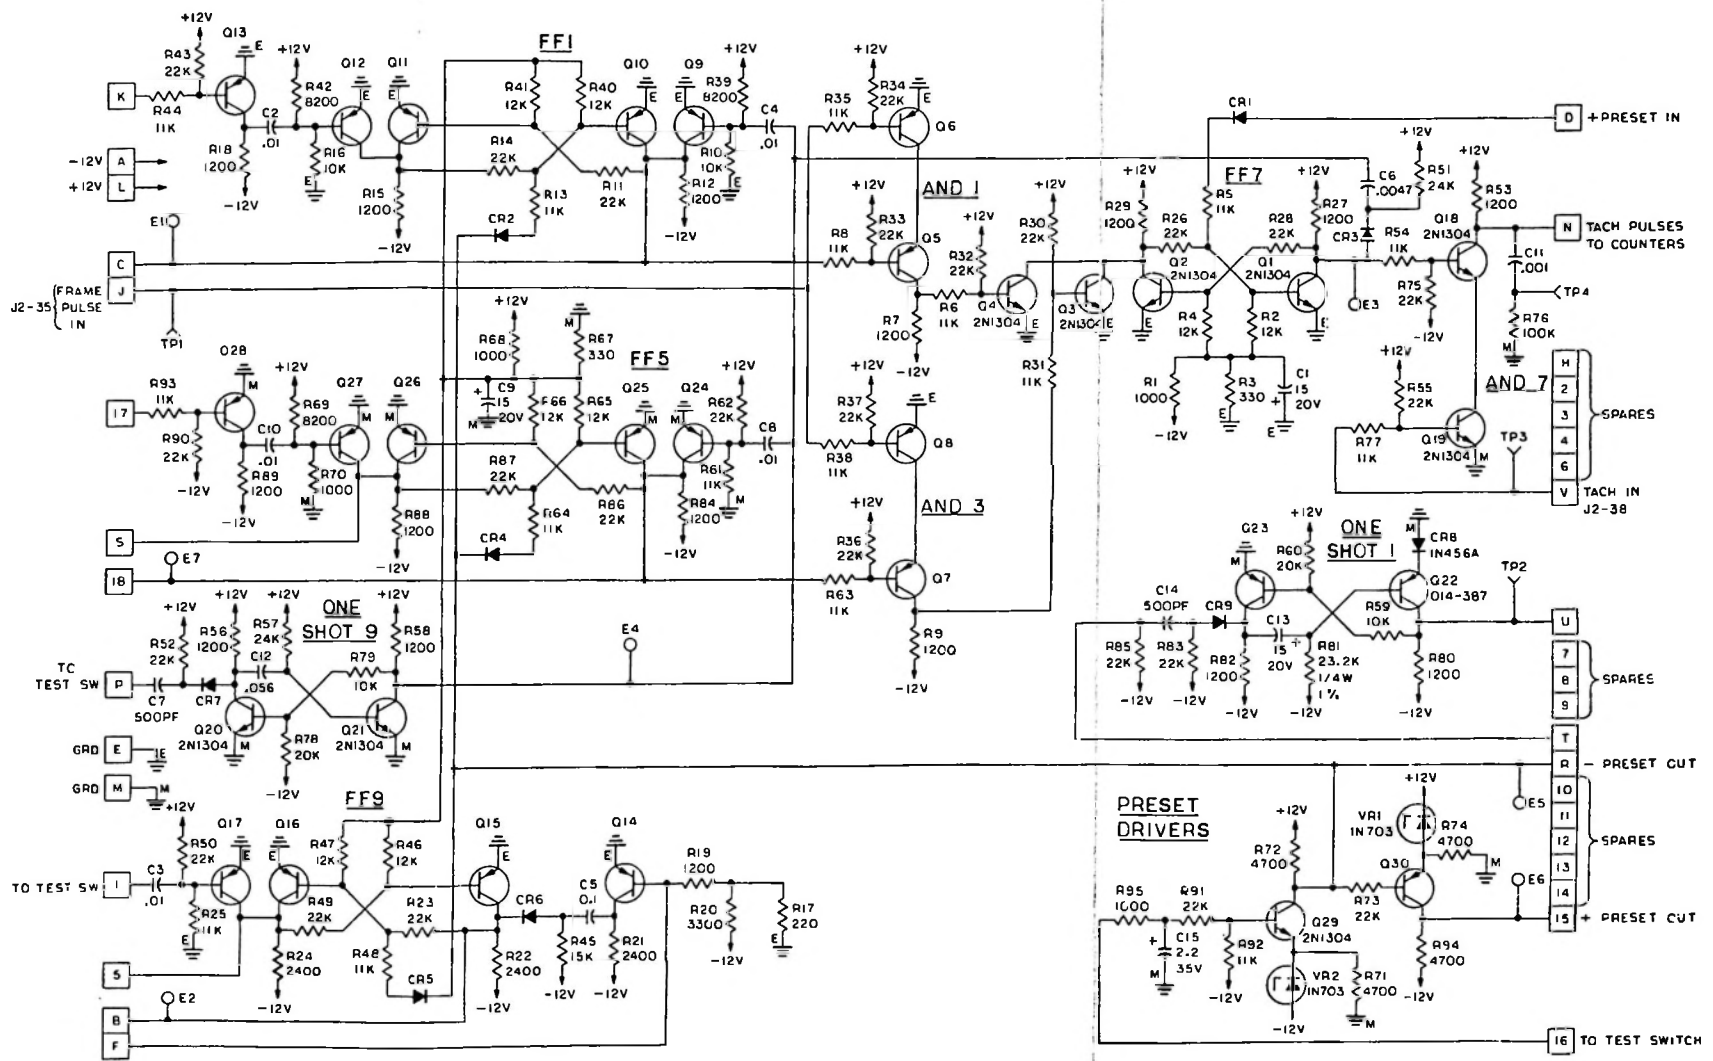 +12V
R43
22K
Q13
E
K
R44
11K
R18
1200
-12V
C2
.01
+12V
R42
8200
R16
10K
E
Q12
E
Q11
E
R15
1200
-12V
FF1
R41
12K
R40
12K
R14
22K
R13
11K
R11
22K
CR2
Q10
E
Q9
E
+12V
R39
8200
R10
10K
E
R12
1200
-12V
C4
.01
-12V
A
+12V
L
E11
C
J
FRAME
PULSE
IN
J2-35
TP1
+12V
R34
22K
R35
11K
E
Q6
AND 1
+12V
R33
22K
R8
11K
Q5
+12V
R32
22K
R6
11K
R7
1200
-12V
Q4
2N1304
E
+12V
R30
22K
R31
11K
Q3
2N1304
E
+12V
R29
1200
R26
22K
Q2
2N1304
E
CR1
D
+PRESET IN
FF7
R5
11K
R28
22K
+12V
R27
1200
Q1
2N1304
E
R4
12K
R2
12K
R1
1000
-12V
R3
330
E
C1
15
20V
+
E
C6
.0047
+12V
R51
24K
CR3
E3
R54
11K
R75
22K
-12V
+12V
R53
1200
Q18
2N1304
N
TACH PULSES
TO COUNTERS
C11
.001
TP4
R76
100K
M
AND 7
+12V
R55
22K
R77
11K
Q19
2N1304
M
TP3
H
2
3
4
6
SPARES
V
TACH IN
J2-38
17
R93
11K
R90
22K
-12V
Q28
M
C10
.01
R89
1200
-12V
+12V
R69
8200
R70
1000
M
Q27
M
Q26
M
R88
1200
-12V
+12V
R68
1000
C9
15
20V
+
M
M
R67
330
FF5
R66
12K
R65
12K
R87
22K
R64
11K
R86
22K
CR4
Q25
M
Q24
M
+12V
R62
22K
C8
.01
R61
11K
M
R84
1200
-12V
+12V
R37
22K
R38
11K
E
Q8
AND 3
+12V
R36
22K
R63
11K
Q7
R9
1200
-12V
S
E7
18
ONE
SHOT 9
+12V
R52
22K
+12V
R56
1200
+12V
R57
24K
C12
.056
+12V
R58
1200
R79
10K
TC
TEST SW
P
C7
500PF
CR7
Q20
2N1304
M
R78
20K
-12V
Q21
2N1304
M
E4
GRD
E
E
GRD
M
M
ONE
SHOT 1
Q23
M
+12V
R60
20K
M
CR8
1N456A
Q22
014-387
TP2
C14
500PF
CR9
C13
15
20V
+
R59
10K
R85
22K
-12V
R83
22K
-12V
R82
1200
-12V
R81
23.2K
1/4W
1%
-12V
R80
1200
-12V
U
7
8
9
SPARES
T
R
- PRESET OUT
E5
10
11
12
13
14
SPARES
E6
15
+ PRESET OUT
FF9
+12V
R50
22K
Q17
E
Q16
E
TO TEST SW
1
C3
.01
R25
11K
E
R47
12K
R46
12K
R49
22K
R23
22K
R24
2400
-12V
R48
11K
CR5
Q15
E
R22
2400
-12V
CR6
R45
15K
-12V
C5
0.1
Q14
E
R21
2400
-12V
R19
1200
R20
3300
-12V
R17
220
E
5
E2
B
F
PRESET
DRIVERS
+12V
R72
4700
+12V
VR1
1N703
R74
4700
M
Q30
R73
22K
R95
1000
C15
2.2
35V
+
M
R91
22K
R92
11K
-12V
Q29
2N1304
VR2
1N703
-12V
R71
4700
M
R94
4700
-12V
16
TO TEST SWITCH